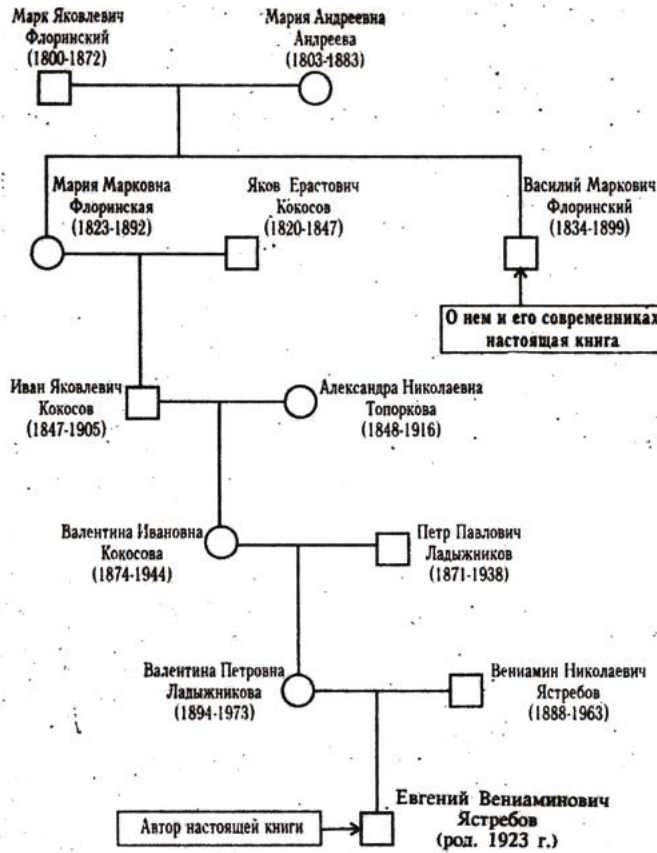 Марк Яковлевич
Флоринский
(1800-1872)
Мария Андреевна
Андреева
(1803-1883)
Мария Марковна
Флоринская
(1823-1892)
Яков Ерастович
Кокосов
(1820-1847)
Василий Маркович
Флоринский
(1834-1899)
О нем и его современниках
настоящая книга
Иван Яковлевич
Кокосов
(1847-1905)
Александра Николаевна
Топоркова
(1848-1916)
Валентина Ивановна
Кокосова
(1874-1944)
Петр Павлович
Ладыжников
(1871-1938)
Валентина Петровна
Ладыжникова
(1894-1973)
Вениамин Николаевич
Ястребов
(1888-1963)
Евгений Вениаминович
Ястребов
(род. 1923 г.)
Автор настоящей книги